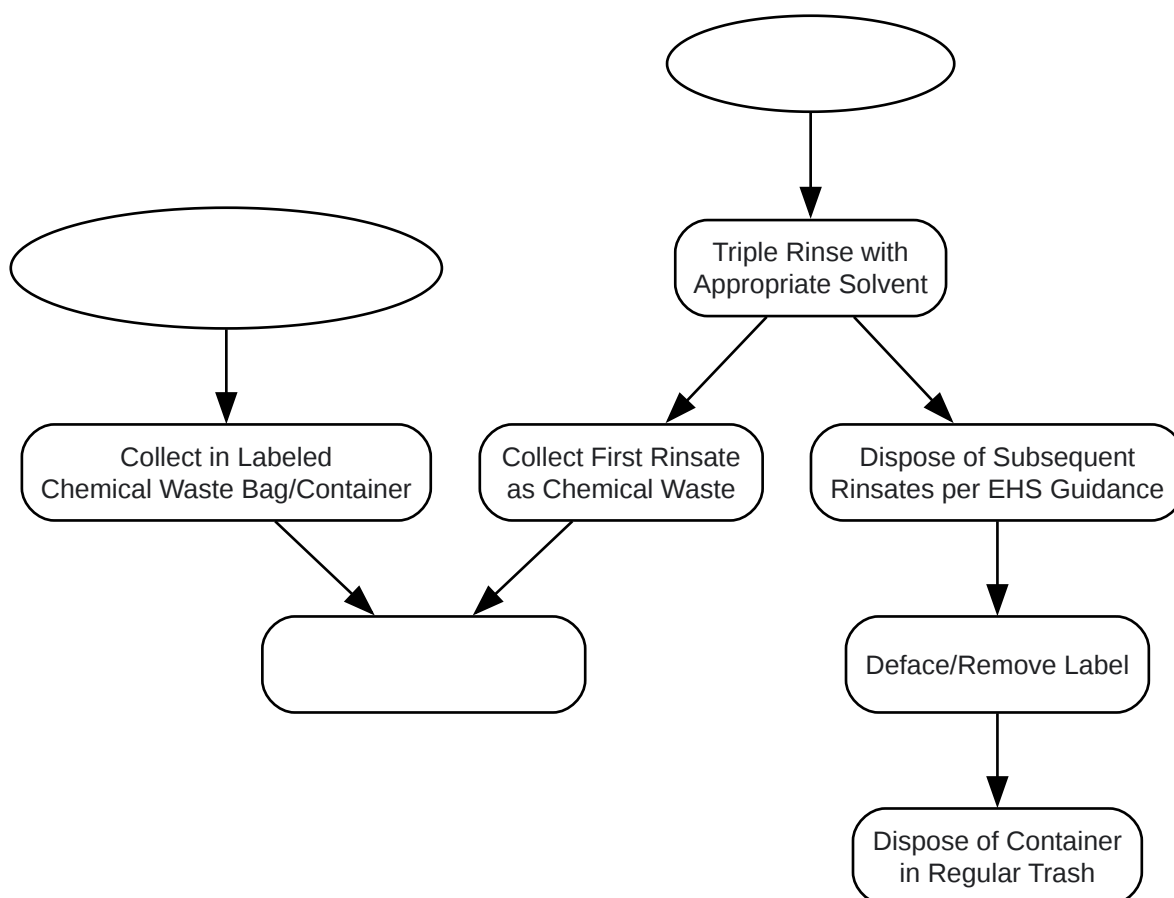 Triple Rinse with
Appropriate Solvent
Collect in Labeled
Chemical Waste Bag/Container
Collect First Rinsate
as Chemical Waste
Dispose of Subsequent
Rinsates per EHS Guidance
Deface/Remove Label
Dispose of Container
in Regular Trash